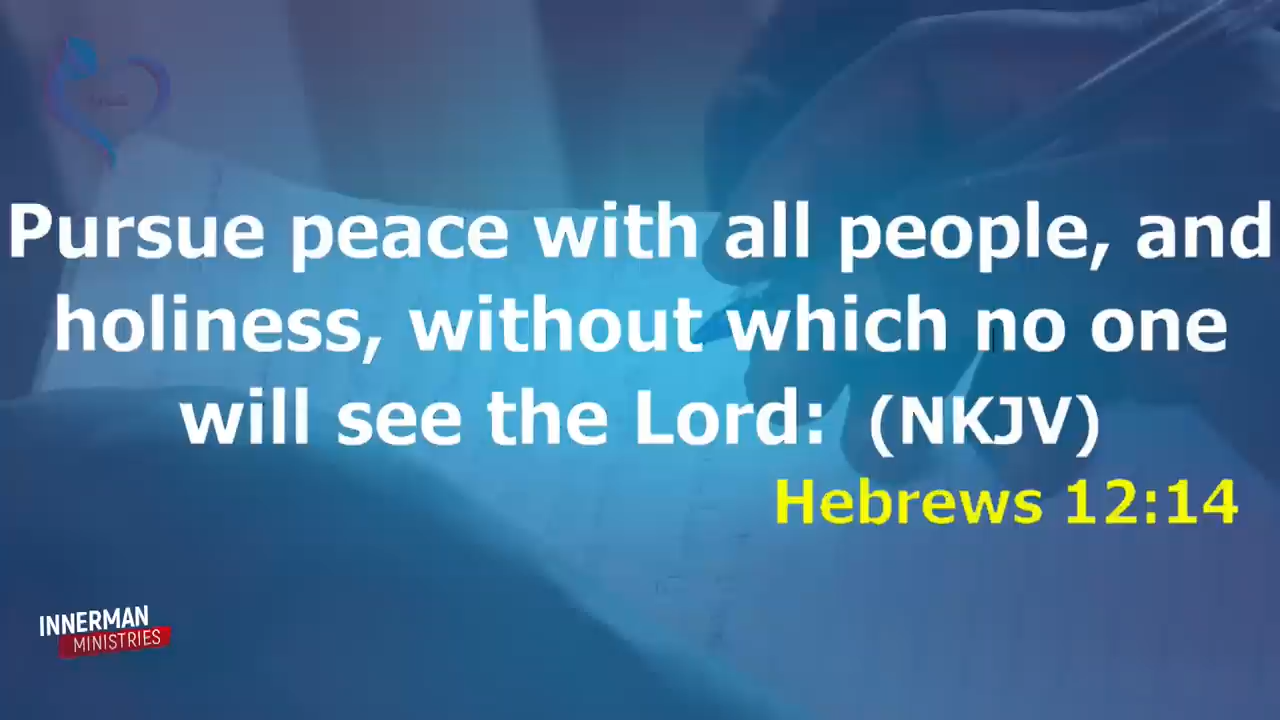 Pursue peace with all people, and
holiness, without which no one
will see the Lord: (NKJV)
Hebrews 12:14
INNERMAN
MINISTRIES